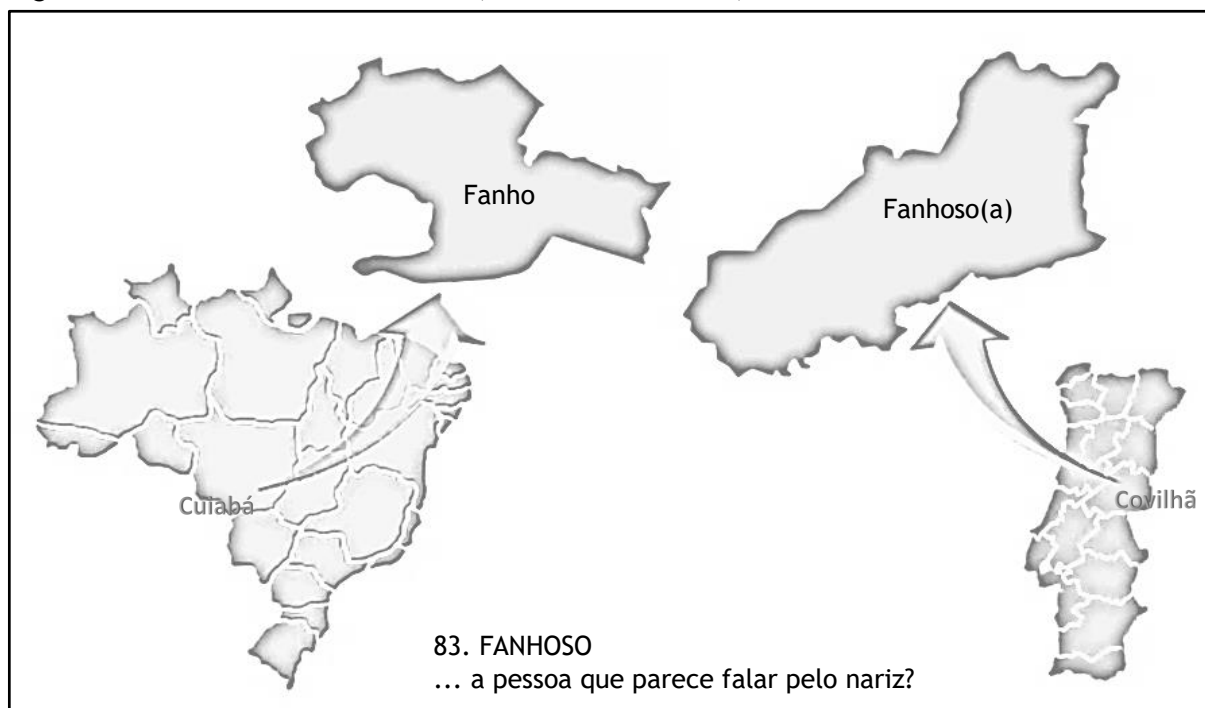 Fanho
Fanhoso(a)
Cuiabá
Covilhã
83. FANHOSO
... a pessoa que parece falar pelo nariz?